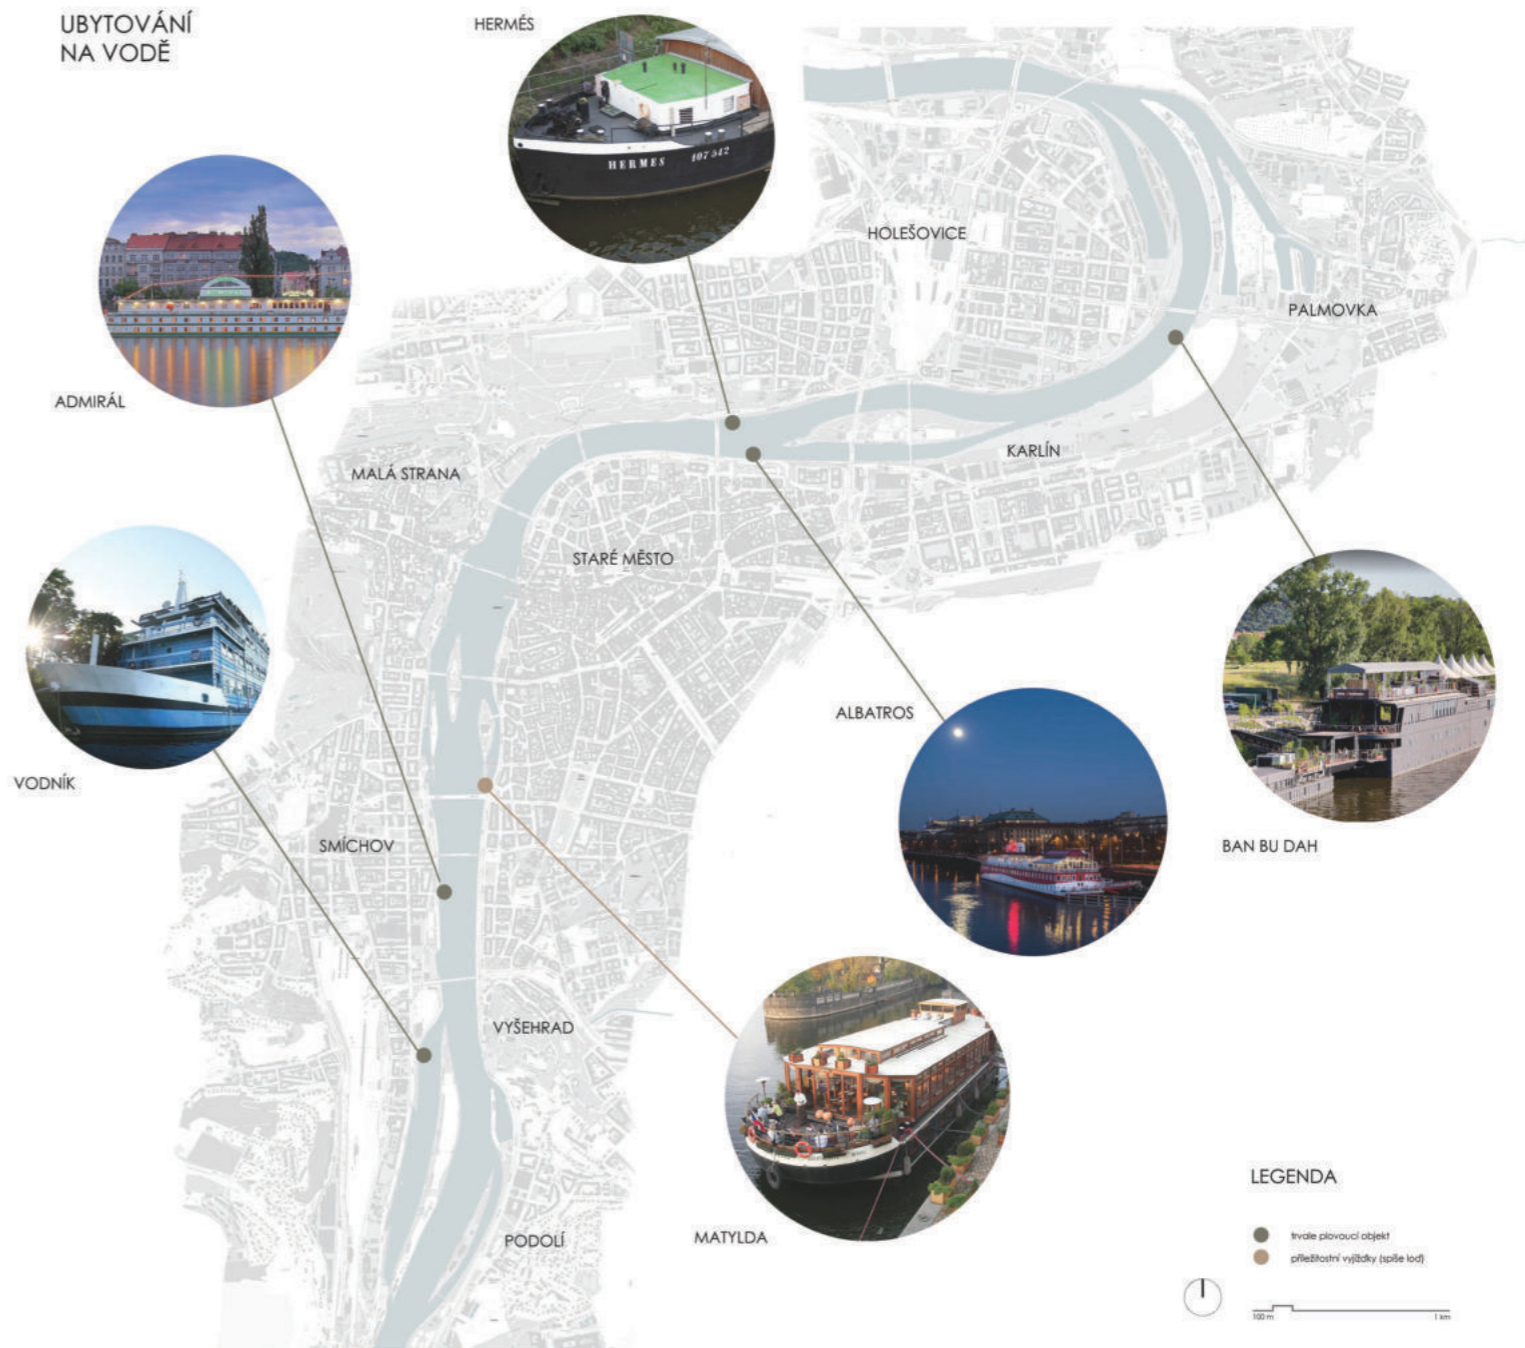 UBYTOVÁNÍ
NA VODĚ
HERMÉS
HERMES 107 542
HOLEŠOVICE
PALMOVKA
ADMIRÁL
MALÁ STRANA
KARLÍN
STARÉ MĚSTO
ALBATROS
VODNÍK
SMÍCHOV
BAN BU DAH
VYŠEHRAD
PODOLÍ
MATYLDA
LEGENDA
trvale plovoucí objekt
příležitostní vyjížďky (spíše loď)
100 m 1 km